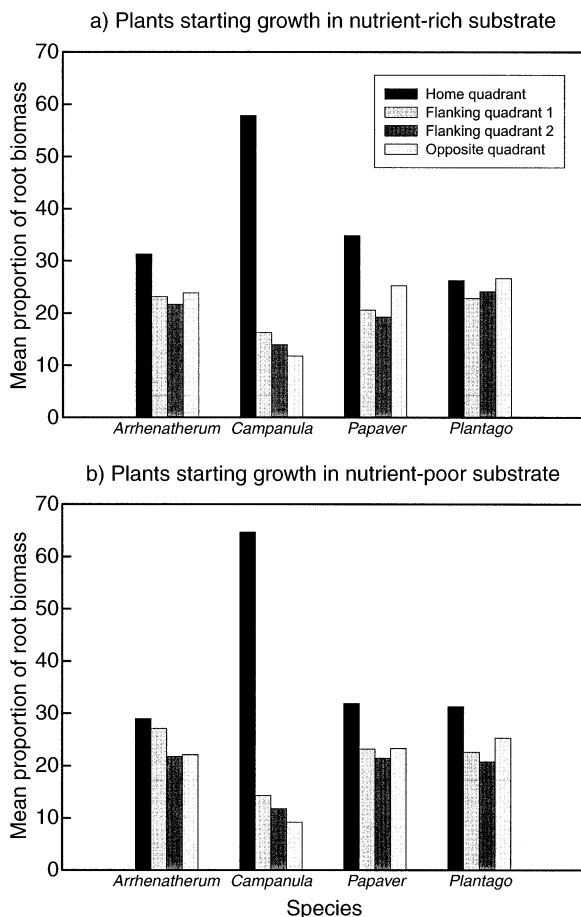 a) Plants starting growth in nutrient-rich substrate
70
60
50
40
30
20
10
0
Mean proportion of root biomass
Home quadrant
Flanking quadrant 1
Flanking quadrant 2
Opposite quadrant
Arrhenatherum Campanula Papaver Plantago
b) Plants starting growth in nutrient-poor substrate
70
60
50
40
30
20
10
0
Mean proportion of root biomass
Arrhenatherum Campanula Papaver Plantago
Species